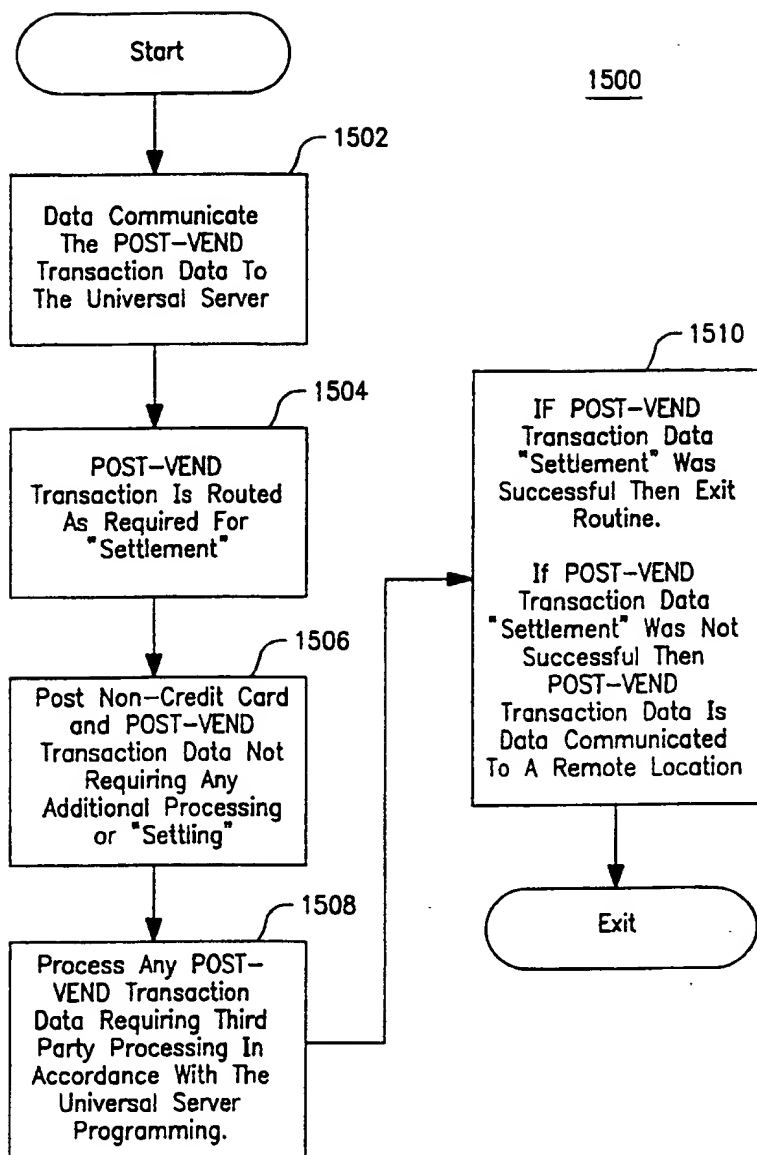 Start
1500
1502
Data Communicate
The POST-VEND
Transaction Data To
The Universal Server
1504
POST-VEND
Transaction Is Routed
As Required For
"Settlement"
1506
Post Non-Credit Card
and POST-VEND
Transaction Data Not
Requiring Any
Additional Processing
or "Settling"
1508
Process Any POST-
VEND Transaction
Data Requiring Third
Party Processing In
Accordance With The
Universal Server
Programming.
1510
IF POST-VEND
Transaction Data
"Settlement" Was
Successful Then Exit
Routine.
If POST-VEND
Transaction Data
"Settlement" Was Not
Successful Then
POST-VEND
Transaction Data Is
Data Communicated
To A Remote Location
Exit